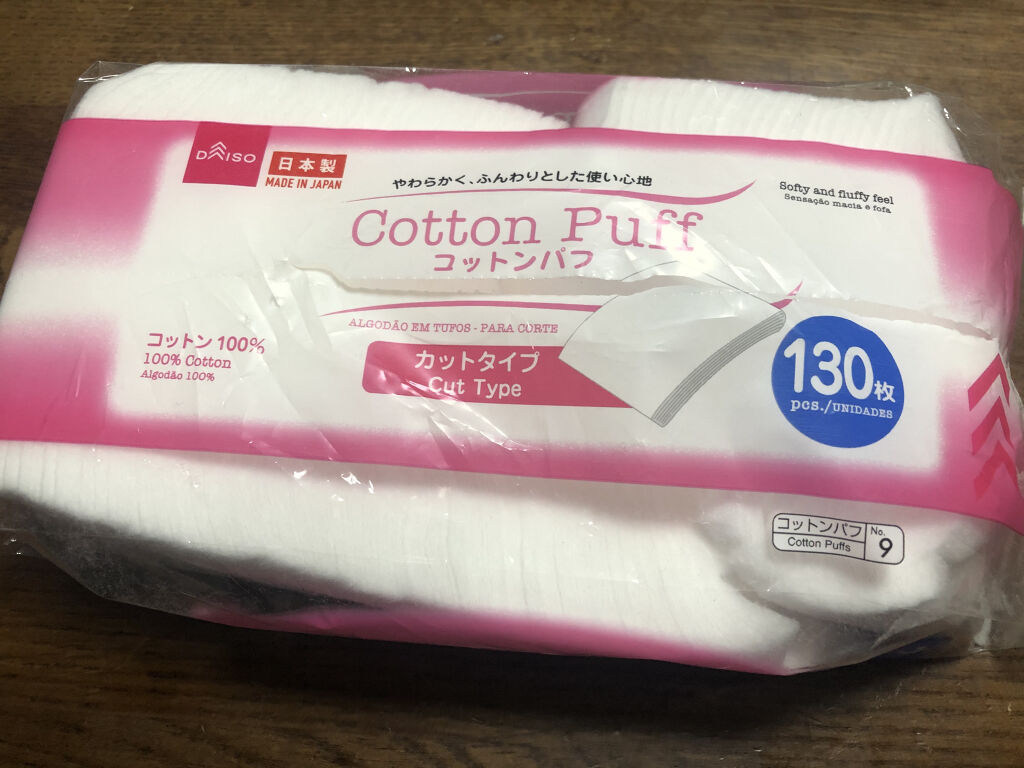 DAISO
日本製
MADE IN JAPAN
やわらかく、ふんわりとした使い心地
Softy and fluffy feel
Sensação macia e fofa
Cotton Puff
コットンパフ
ALGODÃO EM TUFOS - PARA CORTE
カットタイプ
Cut Type
コットン 100%
100% Cotton
Algodão 100%
130枚
pcs./UNIDADES
コットンパフ No.
Cotton Puffs 9